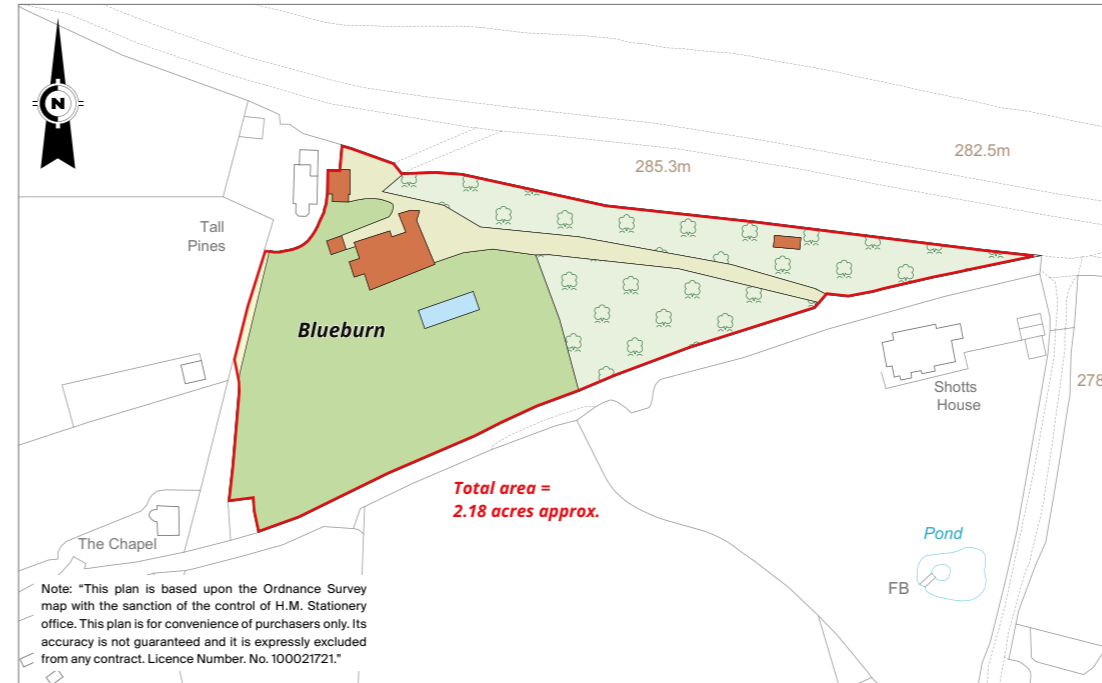 N
282.5m
285.3m
Tall
Pines
Blueburn
278
Shotts
House
Total area =
2.18 acres approx.
Pond
The Chapel
FB
Note: “This plan is based upon the Ordnance Survey
map with the sanction of the control of H.M. Stationery
office. This plan is for convenience of purchasers only. Its
accuracy is not guaranteed and it is expressly excluded
from any contract. Licence Number. No. 100021721.”